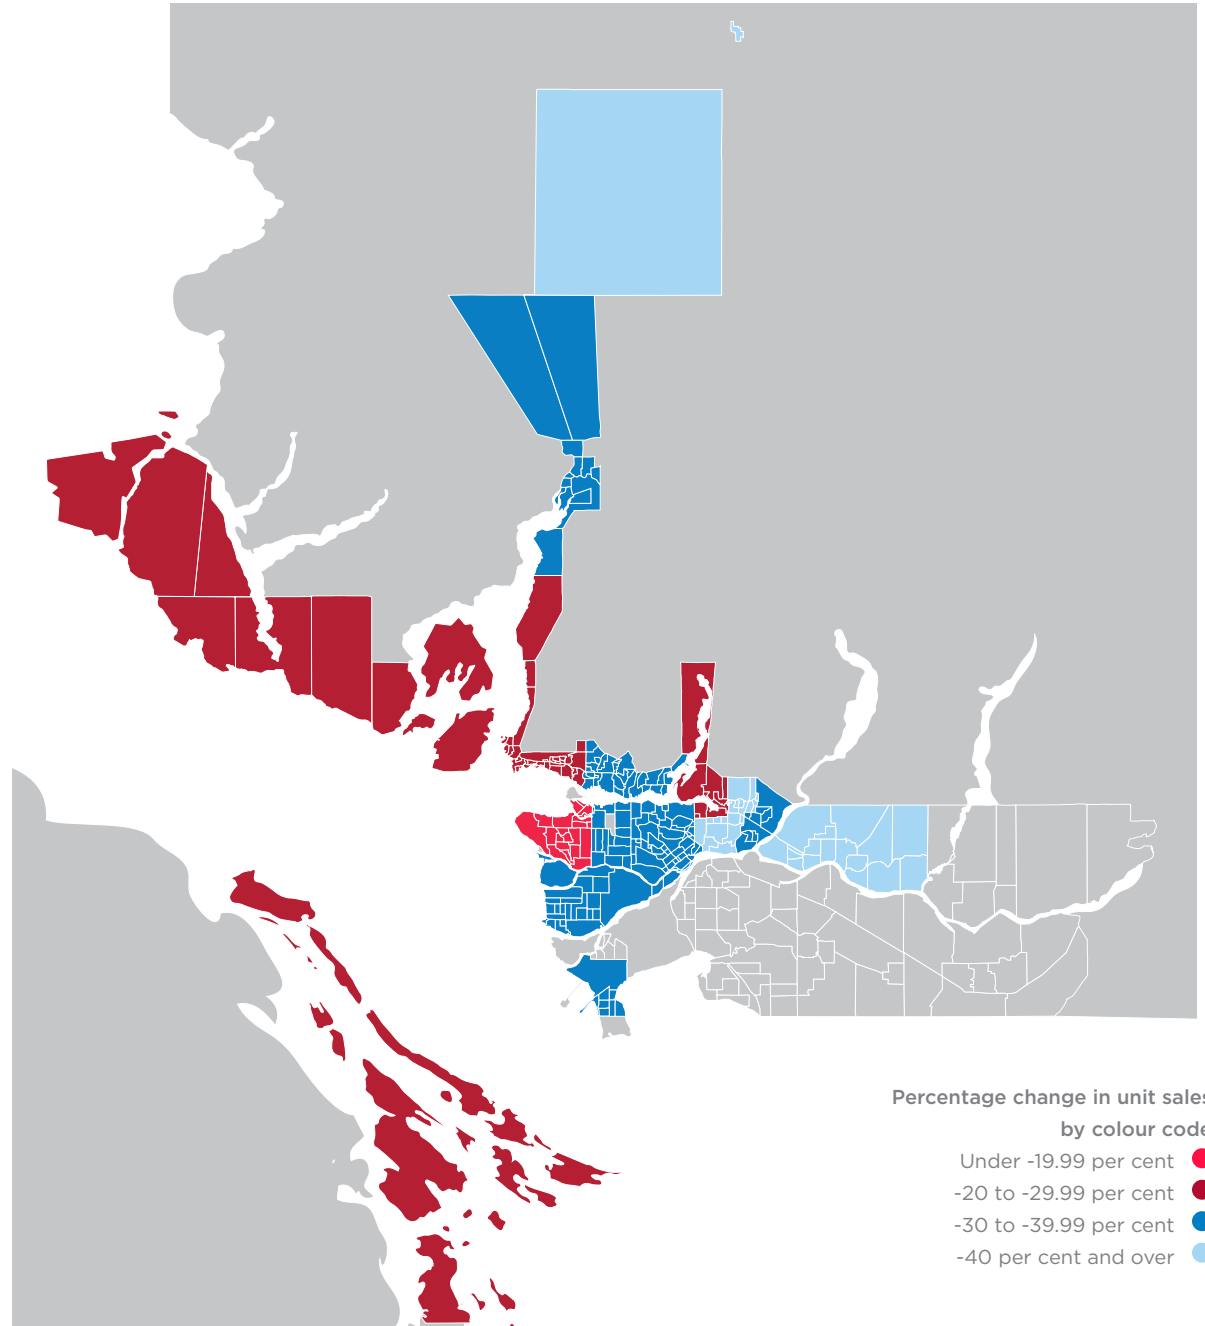 Percentage change in unit sales
by colour code
Under -19.99 per cent
-20 to -29.99 per cent
-30 to -39.99 per cent
-40 per cent and over